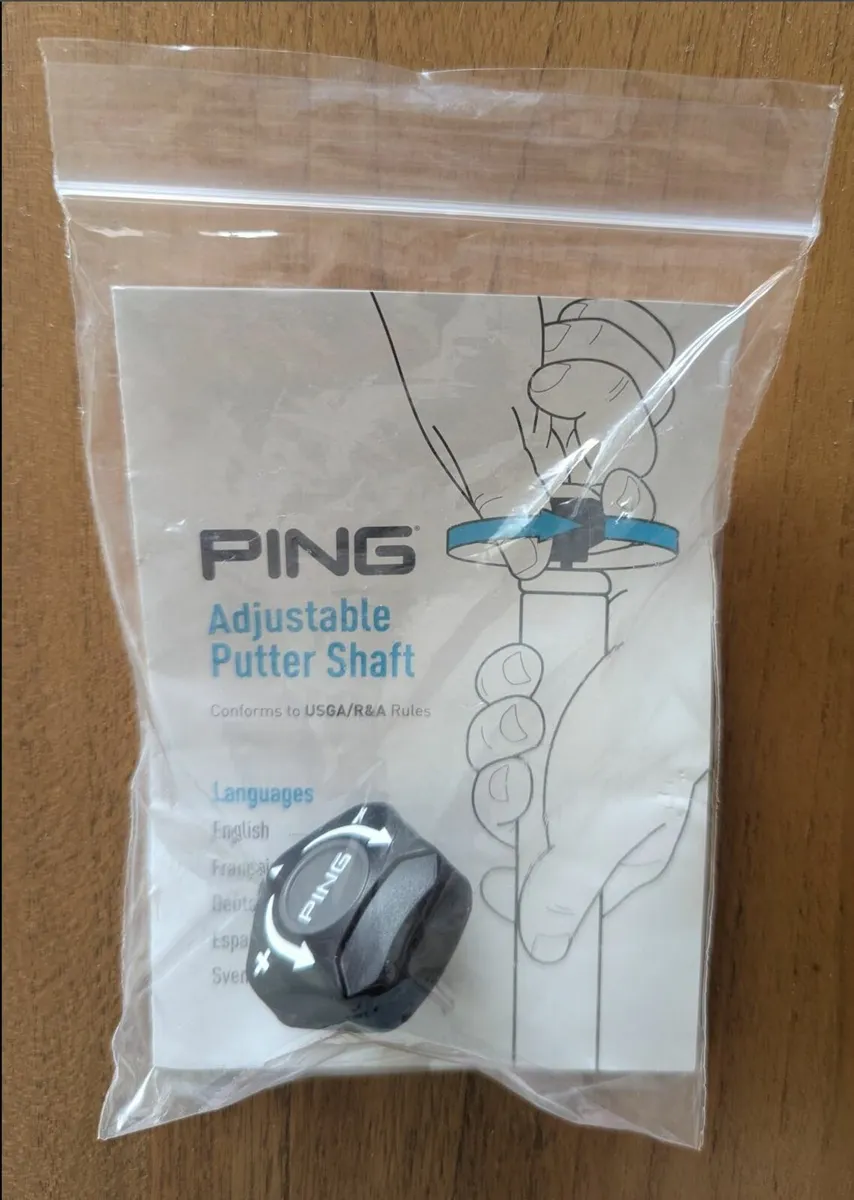 PING
Adjustable
Putter Shaft
Conforms to USGA/R&A Rules
Languages
English
PING